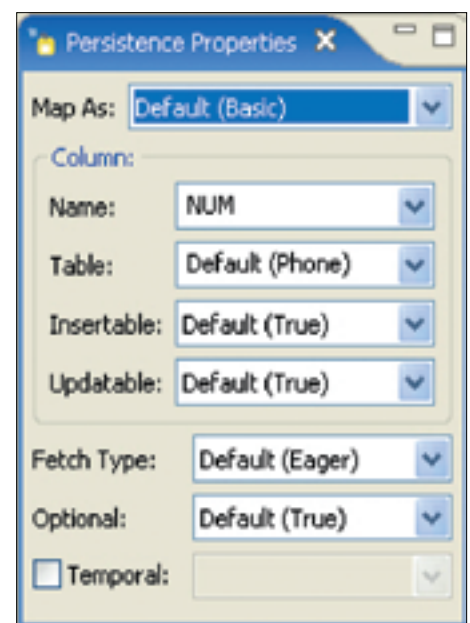 Persistence Properties
Map As: Default (Basic)
Column:
Name: NUM
Table: Default (Phone)
Insertable: Default (True)
Updatable: Default (True)
Fetch Type: Default (Eager)
Optional: Default (True)
Temporal: